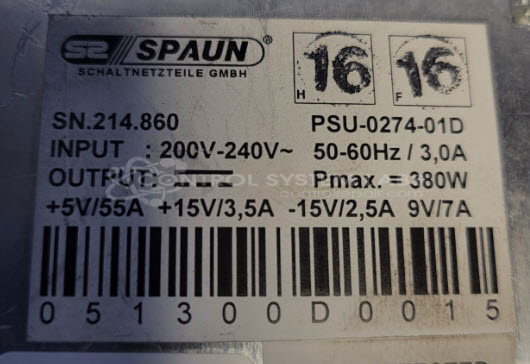 SPAUN
SCHALTNETZTEILE GMBH
16 16
H F
SN.214.860 PSU-0274-01D
INPUT : 200V-240V~ 50-60Hz / 3,0A
OUTPUT: Pmax. = 380W
+5V/55A +15V/3,5A -15V/2,5A 9V/7A
051300D0015